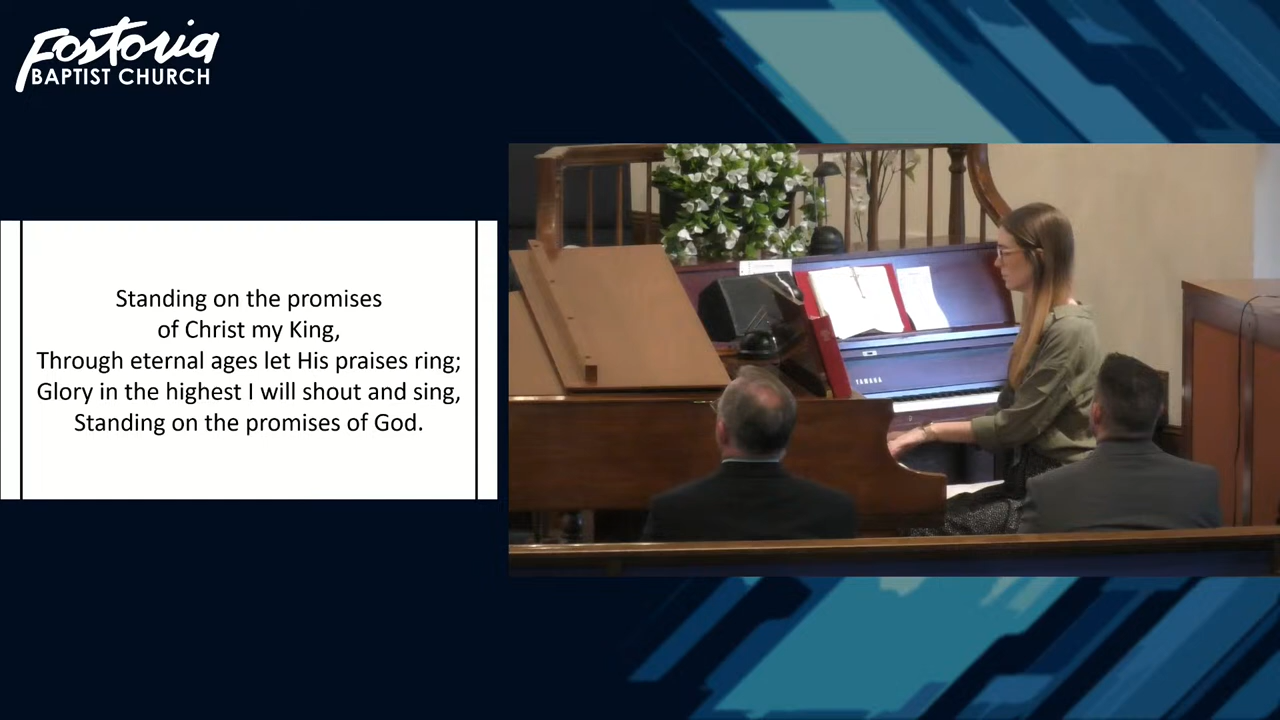 Fostoria
BAPTIST CHURCH
Standing on the promises
of Christ my King,
Through eternal ages let His praises ring;
Glory in the highest I will shout and sing,
Standing on the promises of God.
YAMAHA